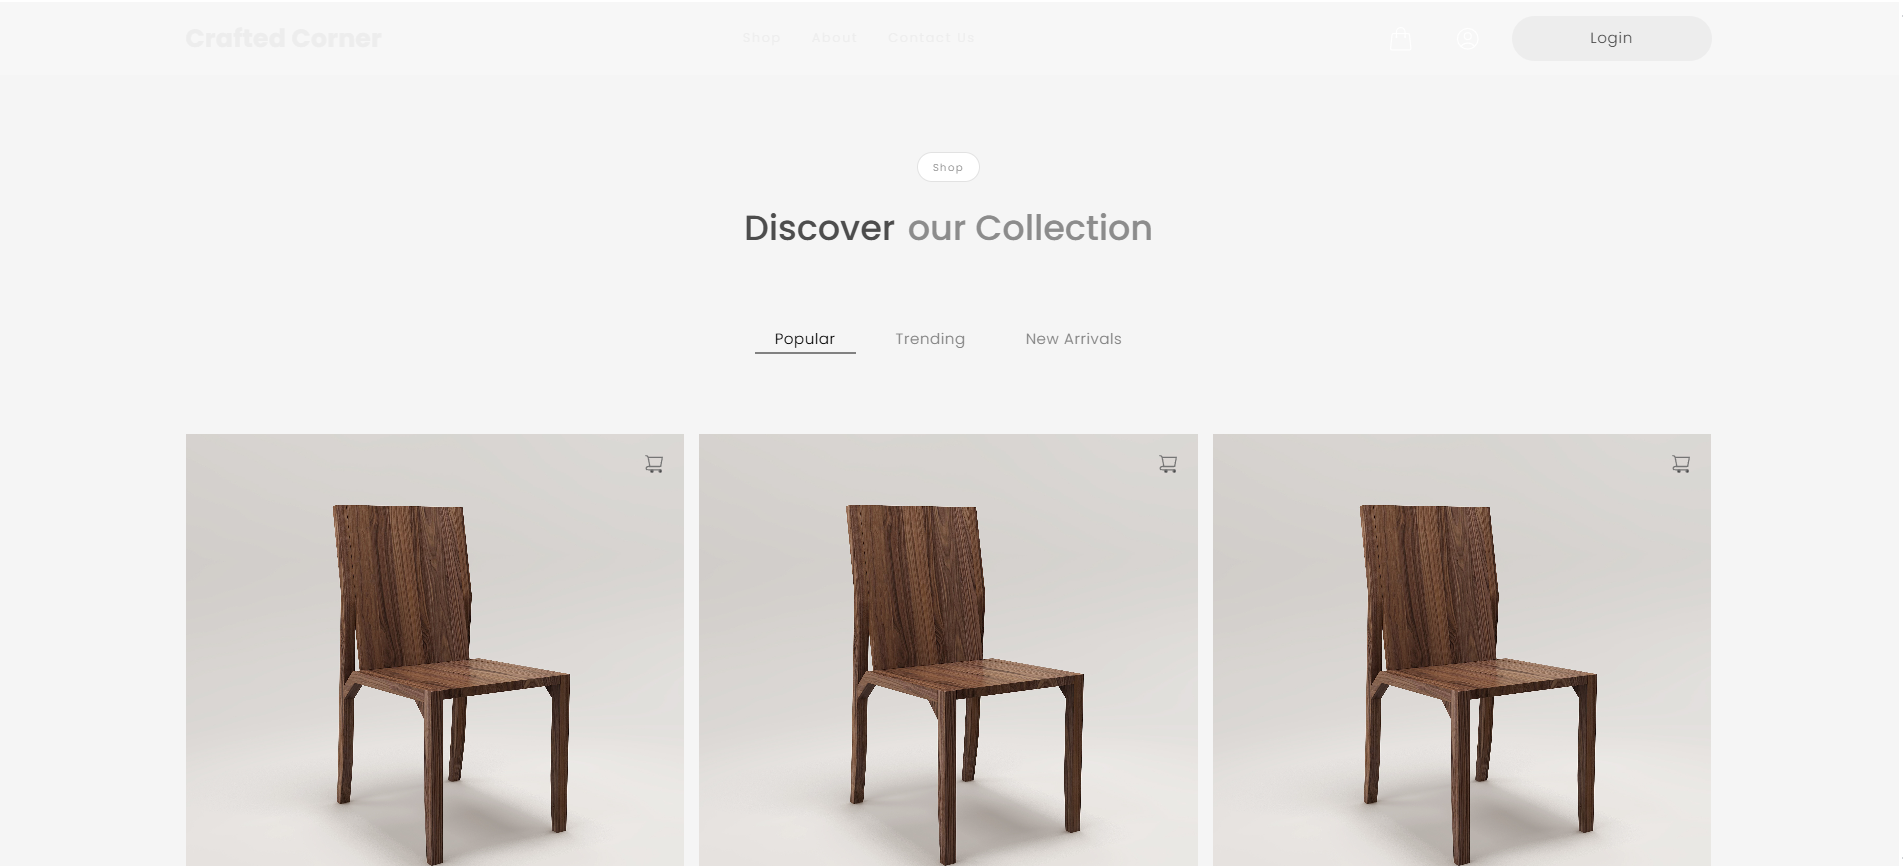 Crafted Corner
Shop About Contact Us
Login
Shop
Discover our Collection
Popular Trending New Arrivals